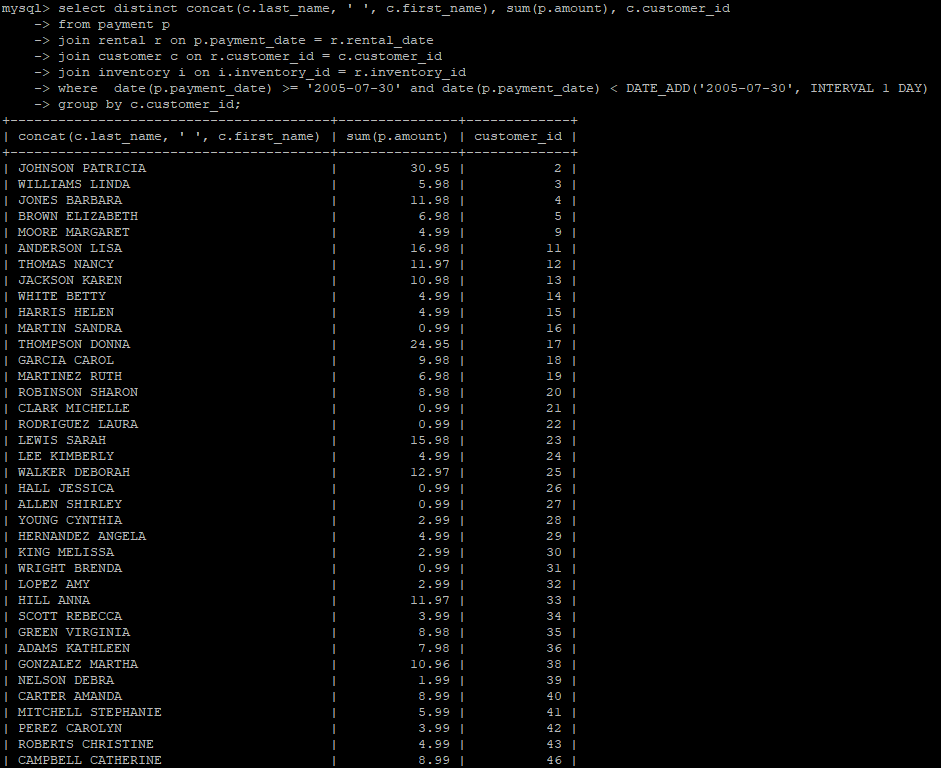 mysql> select distinct concat(c.last_name, ' ', c.first_name), sum(p.amount), c.customer_id
    -> from payment p
    -> join rental r on p.payment_date = r.rental_date
    -> join customer c on r.customer_id = c.customer_id
    -> join inventory i on i.inventory_id = r.inventory_id
    -> where  date(p.payment_date) >= '2005-07-30' and date(p.payment_date) < DATE_ADD('2005-07-30', INTERVAL 1 DAY)
    -> group by c.customer_id;
+----------------------------------------+---------------+-------------+
| concat(c.last_name, ' ', c.first_name) | sum(p.amount) | customer_id |
+----------------------------------------+---------------+-------------+
| JOHNSON PATRICIA                       |         30.95 |           2 |
| WILLIAMS LINDA                         |          5.98 |           3 |
| JONES BARBARA                          |         11.98 |           4 |
| BROWN ELIZABETH                        |          6.98 |           5 |
| MOORE MARGARET                         |          4.99 |           9 |
| ANDERSON LISA                          |         16.98 |          11 |
| THOMAS NANCY                           |         11.97 |          12 |
| JACKSON KAREN                          |         10.98 |          13 |
| WHITE BETTY                            |          4.99 |          14 |
| HARRIS HELEN                           |          4.99 |          15 |
| MARTIN SANDRA                          |          0.99 |          16 |
| THOMPSON DONNA                         |         24.95 |          17 |
| GARCIA CAROL                           |          9.98 |          18 |
| MARTINEZ RUTH                          |          6.98 |          19 |
| ROBINSON SHARON                        |          8.98 |          20 |
| CLARK MICHELLE                         |          0.99 |          21 |
| RODRIGUEZ LAURA                        |          0.99 |          22 |
| LEWIS SARAH                            |         15.98 |          23 |
| LEE KIMBERLY                           |          4.99 |          24 |
| WALKER DEBORAH                         |         12.97 |          25 |
| HALL JESSICA                           |          0.99 |          26 |
| ALLEN SHIRLEY                          |          0.99 |          27 |
| YOUNG CYNTHIA                          |          2.99 |          28 |
| HERNANDEZ ANGELA                       |          4.99 |          29 |
| KING MELISSA                           |          2.99 |          30 |
| WRIGHT BRENDA                          |          0.99 |          31 |
| LOPEZ AMY                              |          2.99 |          32 |
| HILL ANNA                              |         11.97 |          33 |
| SCOTT REBECCA                          |          3.99 |          34 |
| GREEN VIRGINIA                         |          8.98 |          35 |
| ADAMS KATHLEEN                         |          7.98 |          36 |
| GONZALEZ MARTHA                        |         10.96 |          38 |
| NELSON DEBRA                           |          1.99 |          39 |
| CARTER AMANDA                          |          8.99 |          40 |
| MITCHELL STEPHANIE                     |          5.99 |          41 |
| PEREZ CAROLYN                          |          3.99 |          42 |
| ROBERTS CHRISTINE                      |          4.99 |          43 |
| CAMPBELL CATHERINE                     |          8.99 |          46 |